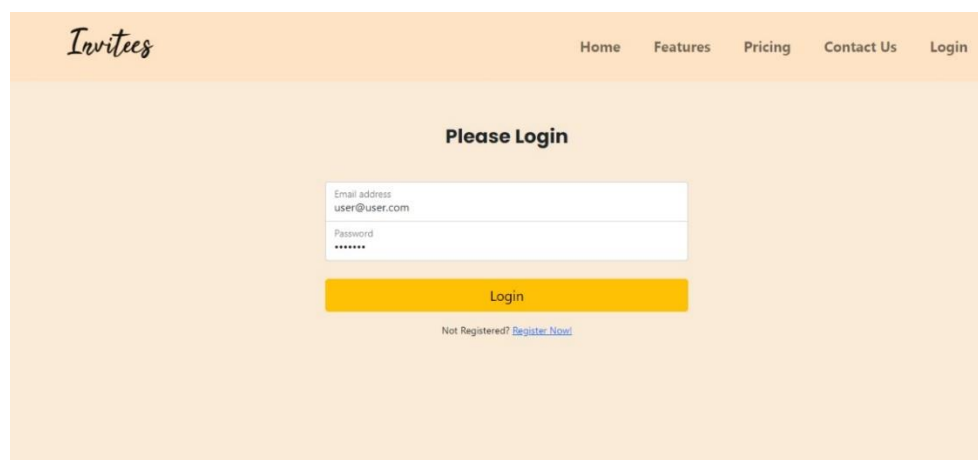 Invitees
Home Features Pricing Contact Us Login
Please Login
Email address
user@user.com
Password
•••••••
Login
Not Registered? Register Now!